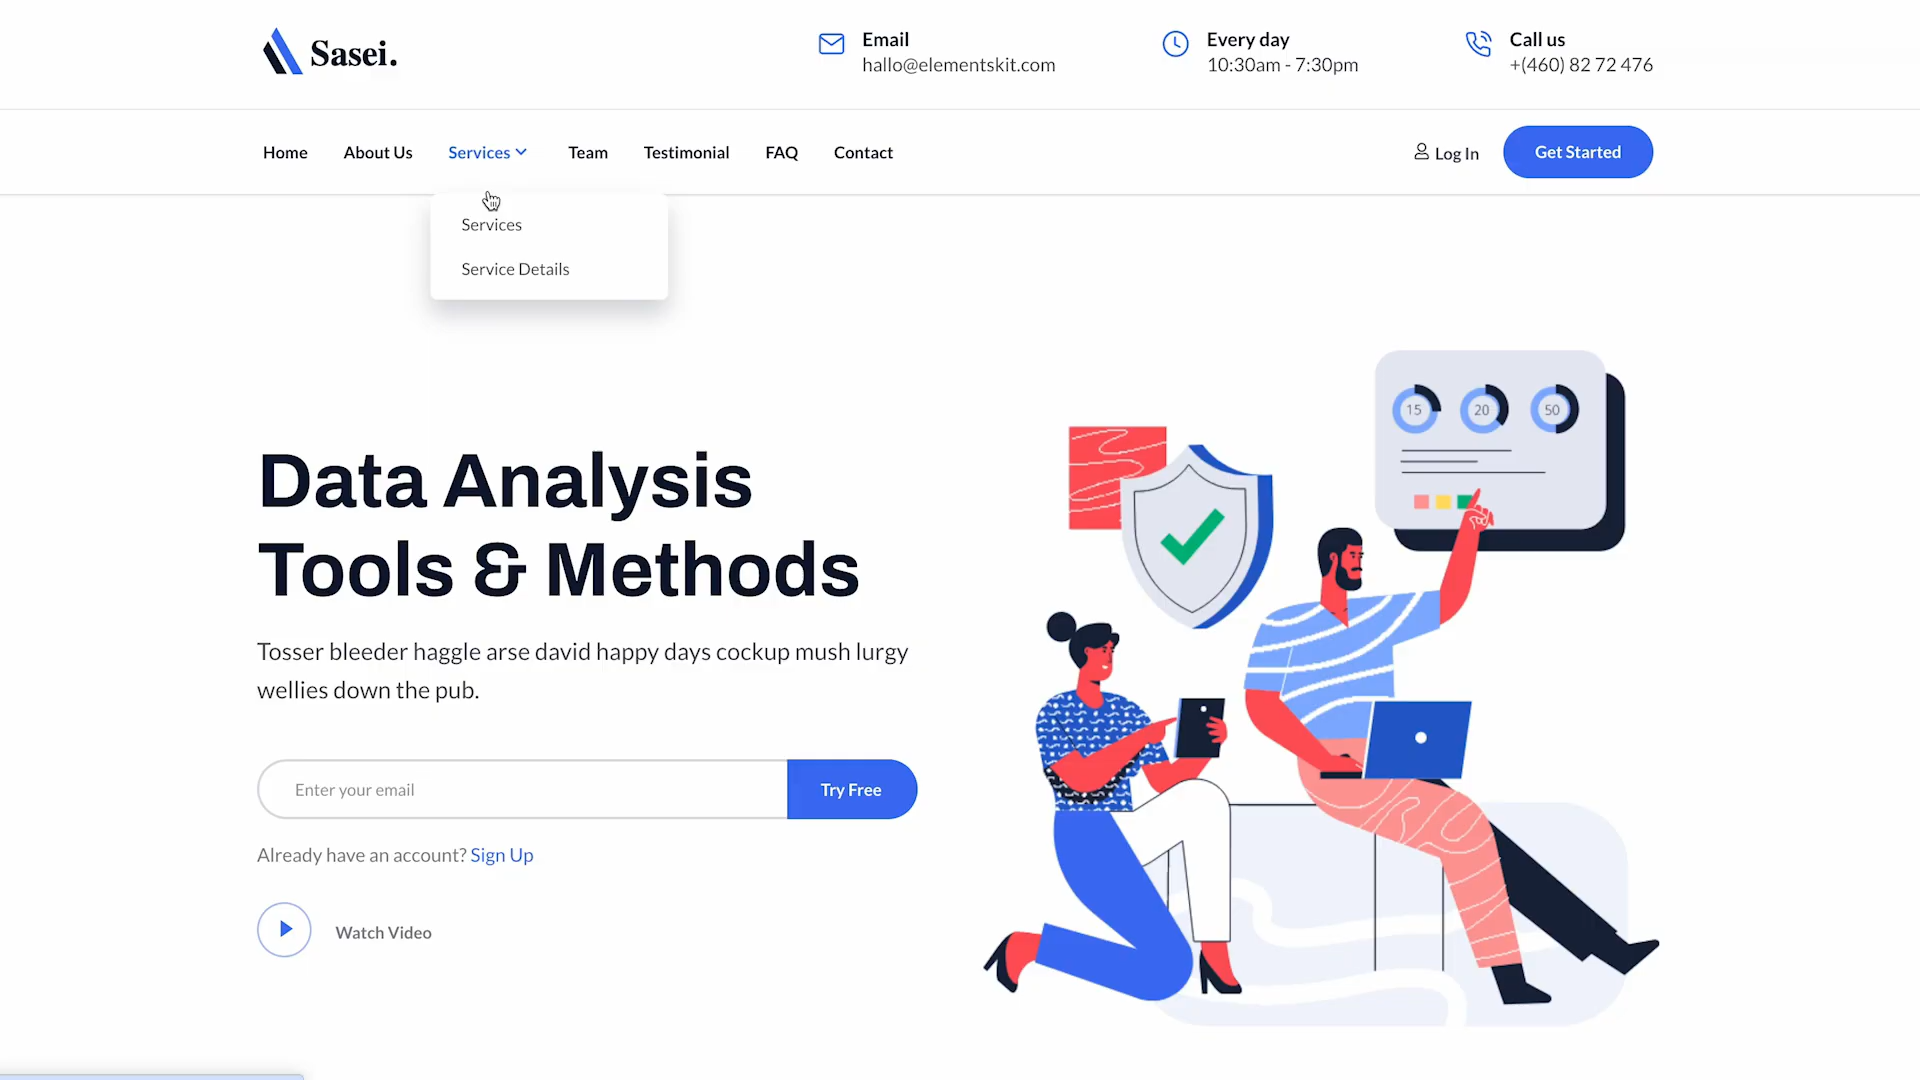 Sasei.
Email
hallo@elementskit.com
Every day
10:30am - 7:30pm
Call us
+(460) 82 72 476
Home
About Us
Services
Team
Testimonial
FAQ
Contact
Log In
Get Started
Services
Service Details
Data Analysis
Tools & Methods
Tosser bleeder haggle arse david happy days cockup mush lurgy
wellies down the pub.
Enter your email
Try Free
Already have an account? Sign Up
Watch Video
15
20
50